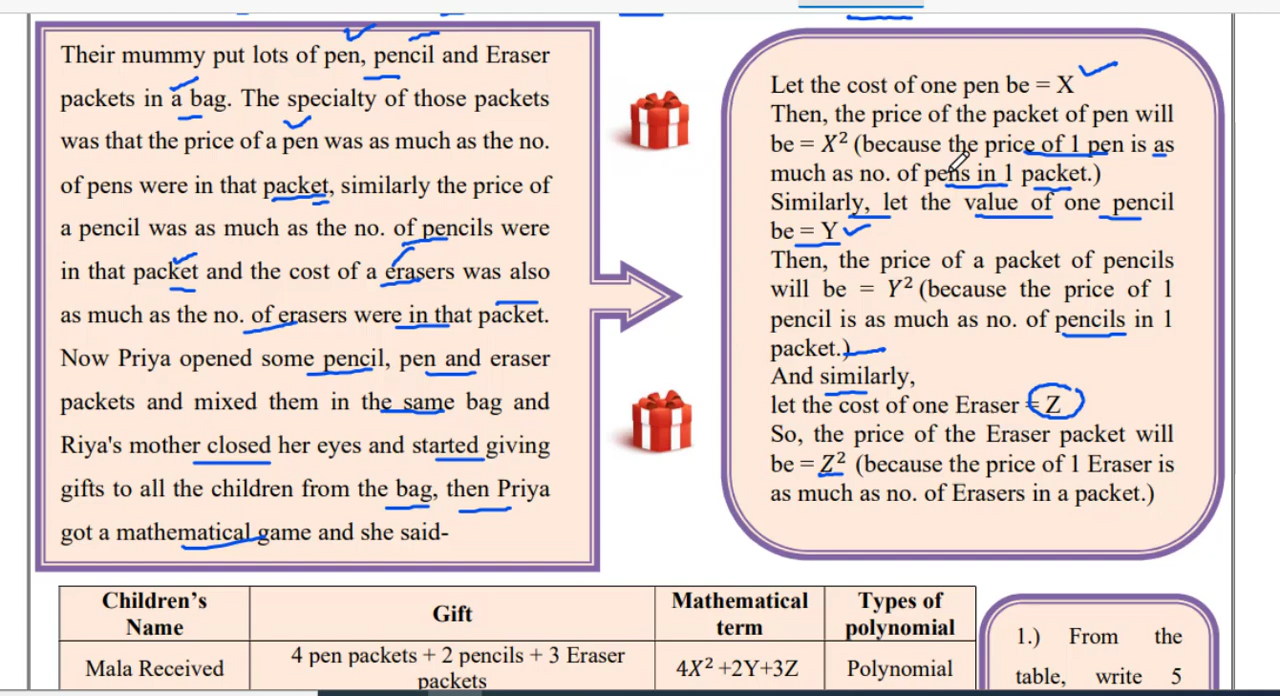 Their mummy put lots of pen, pencil and Eraser
packets in a bag. The specialty of those packets
was that the price of a pen was as much as the no.
of pens were in that packet, similarly the price of
a pencil was as much as the no. of pencils were
in that packet and the cost of a erasers was also
as much as the no. of erasers were in that packet.
Now Priya opened some pencil, pen and eraser
packets and mixed them in the same bag and
Riya's mother closed her eyes and started giving
gifts to all the children from the bag, then Priya
got a mathematical game and she said-
Let the cost of one pen be = X
Then, the price of the packet of pen will
be = X² (because the price of 1 pen is as
much as no. of pens in 1 packet.)
Similarly, let the value of one pencil
be = Y
Then, the price of a packet of pencils
will be = Y² (because the price of 1
pencil is as much as no. of pencils in 1
packet.)
And similarly,
let the cost of one Eraser = Z
So, the price of the Eraser packet will
be = Z² (because the price of 1 Eraser is
as much as no. of Erasers in a packet.)
Children's
Name
Gift
Mathematical
term
Types of
polynomial
Mala Received
4 pen packets + 2 pencils + 3 Eraser
packets
4X² +2Y+3Z
Polynomial
1.) From the
table, write 5